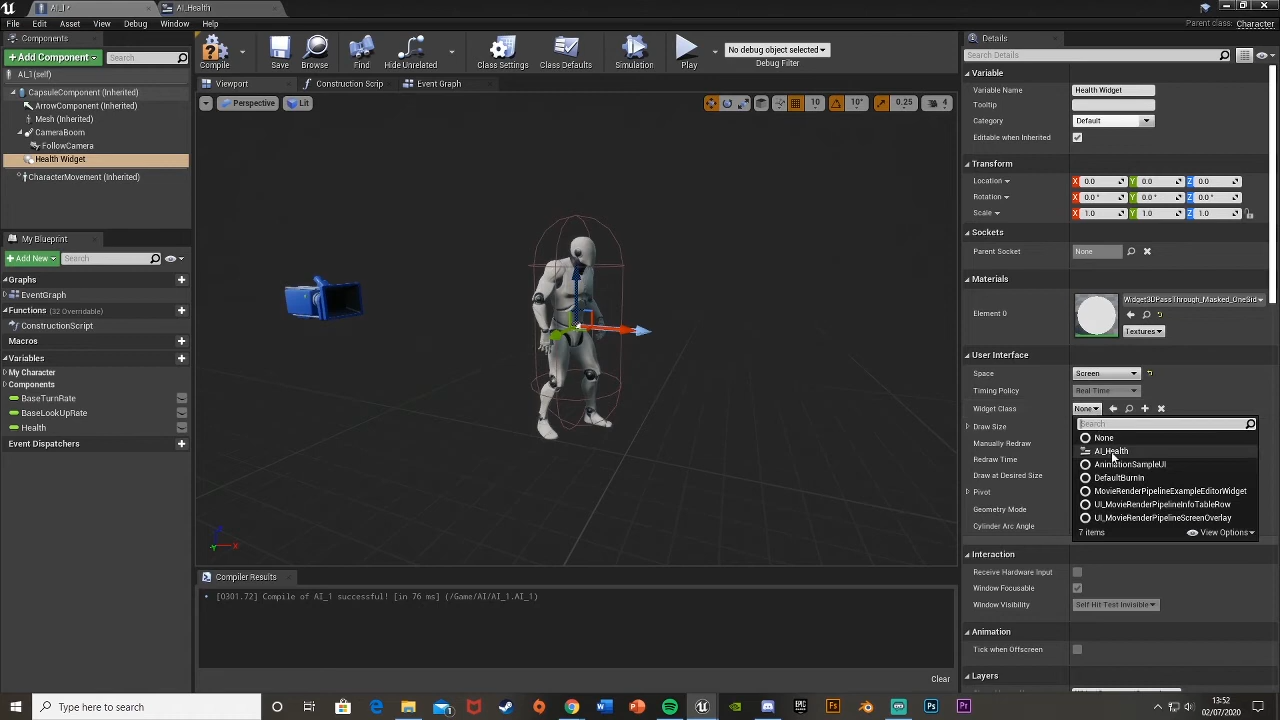 AI_1*
AI_Health
File Edit Asset View Debug Window Help
Parent class: Character
Components
+Add Component
Search
AI_1(self)
CapsuleComponent (Inherited)
ArrowComponent (Inherited)
Mesh (Inherited)
CameraBoom
FollowCamera
Health Widget
CharacterMovement (Inherited)
My Blueprint
+Add New
Search
Graphs
EventGraph
Functions (32 Overridable)
ConstructionScript
Macros
Variables
My Character
Components
BaseTurnRate
BaseLookUpRate
Health
Event Dispatchers
Compile
Save
Browse
Find
Hide Unrelated
Class Settings
Class Defaults
Simulation
Play
No debug object selected
Debug Filter
Viewport
Construction Scrip
Event Graph
Perspective
Lit
10
10°
0.25
4
Compiler Results
[0301.72] Compile of AI_1 successful! [in 76 ms] (/Game/AI/AI_1.AI_1)
Clear
Details
Search Details
Variable
Variable Name Health Widget
Tooltip
Category Default
Editable when Inherited
Transform
Location X 0.0 Y 0.0 Z 0.0
Rotation X 0.0 ° Y 0.0 ° Z 0.0 °
Scale X 1.0 Y 1.0 Z 1.0
Sockets
Parent Socket None
Materials
Element 0 Widget3DPassThrough_Masked_OneSid
Textures
User Interface
Space Screen
Timing Policy Real Time
Widget Class None
Draw Size
Manually Redraw
Redraw Time
Draw at Desired Size
Pivot
Geometry Mode
Cylinder Arc Angle
Search
None
AI_Health
AnimationSampleUI
DefaultBurnIn
MovieRenderPipelineExampleEditorWidget
UI_MovieRenderPipelineInfoTableRow
UI_MovieRenderPipelineScreenOverlay
7 items
View Options
Interaction
Receive Hardware Input
Window Focusable
Window Visibility Self Hit Test Invisible
Animation
Tick when Offscreen
Layers
Type here to search
13:52
02/07/2020